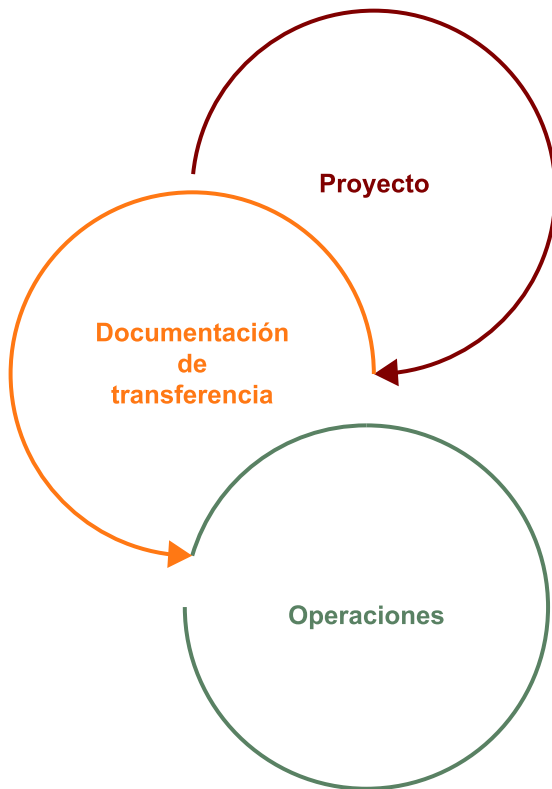 Proyecto
Documentación
de
transferencia
Operaciones